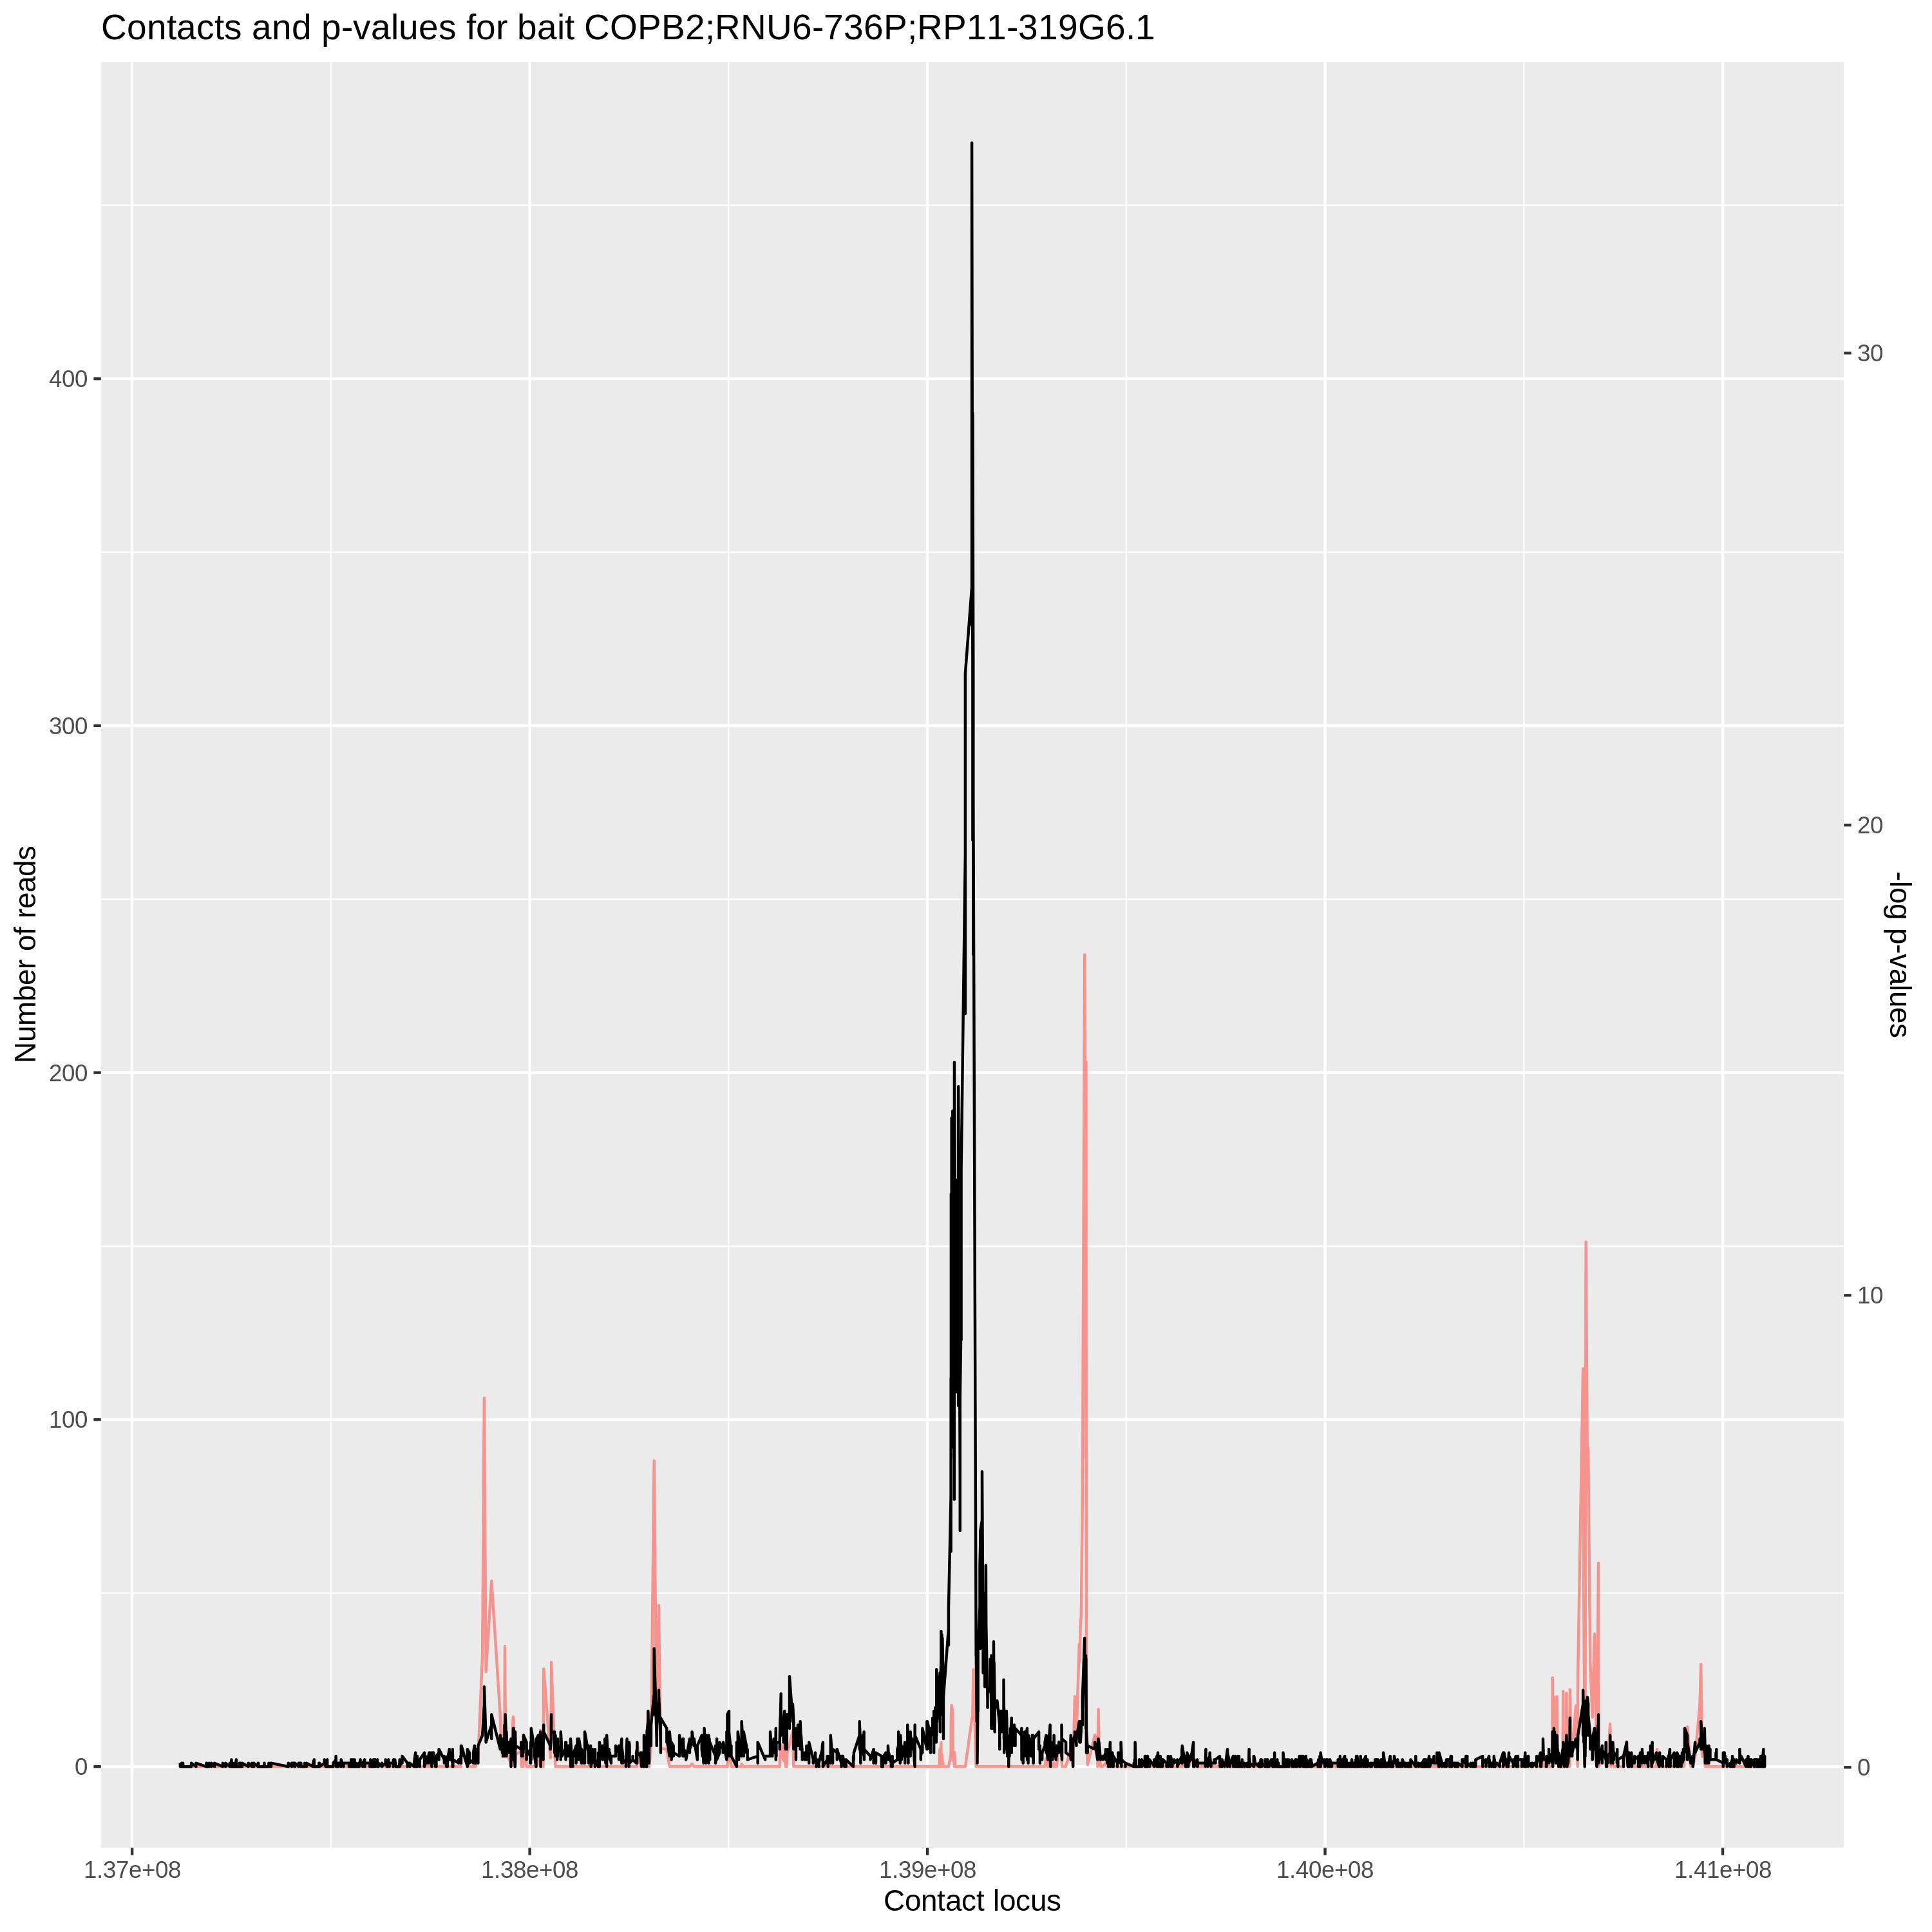 Contacts and p-values for bait COPB2;RNU6-736P;RP11-319G6.1
400
300
200
100
0
30
20
10
0
Number of reads
-log p-values
1.37e+08 1.38e+08 1.39e+08 1.40e+08 1.41e+08
Contact locus